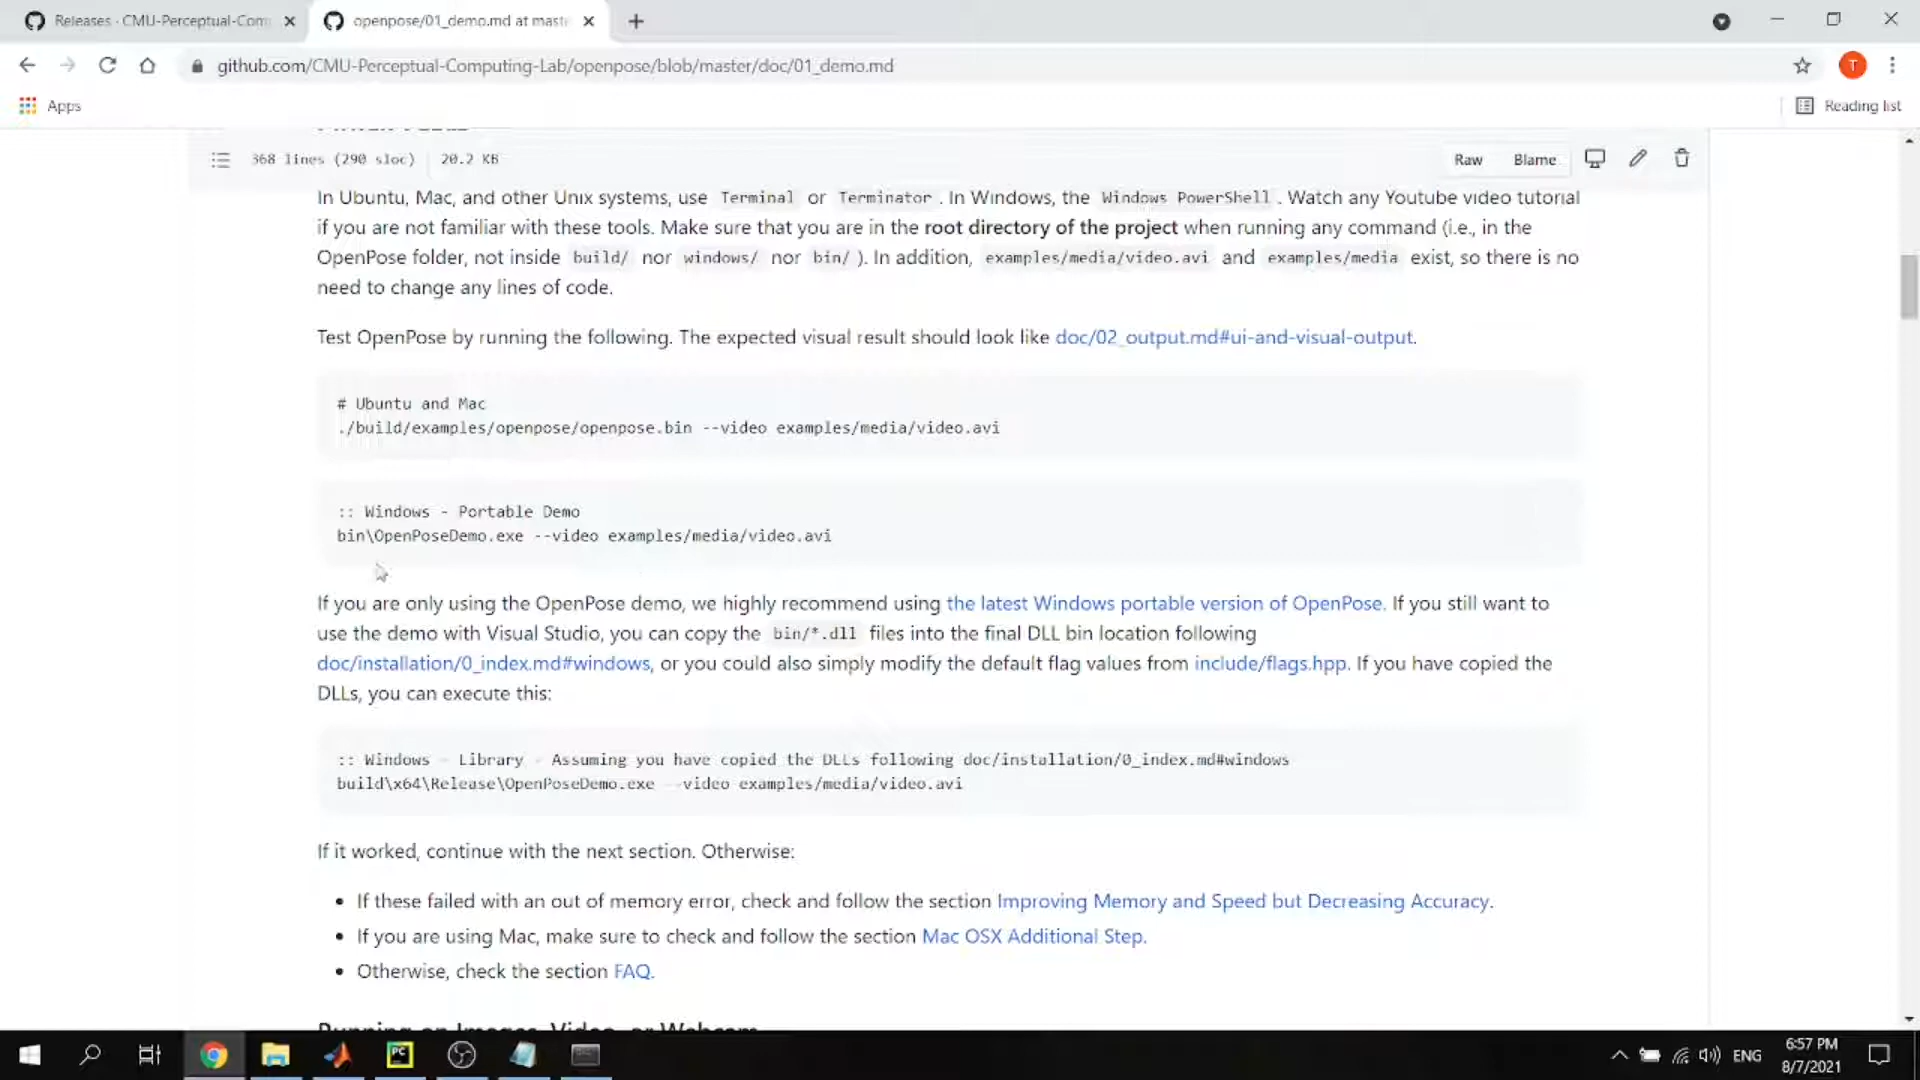 Releases · CMU-Perceptual-Com
openpose/01_demo.md at mast
github.com/CMU-Perceptual-Computing-Lab/openpose/blob/master/doc/01_demo.md
T
Apps
Reading list
368 lines (290 sloc)
20.2 KB
Raw
Blame
In Ubuntu, Mac, and other Unix systems, use Terminal or Terminator . In Windows, the Windows PowerShell . Watch any Youtube video tutorial
if you are not familiar with these tools. Make sure that you are in the root directory of the project when running any command (i.e., in the
OpenPose folder, not inside build/ nor windows/ nor bin/ ). In addition, examples/media/video.avi and examples/media exist, so there is no
need to change any lines of code.
Test OpenPose by running the following. The expected visual result should look like doc/02_output.md#ui-and-visual-output.
# Ubuntu and Mac
./build/examples/openpose/openpose.bin --video examples/media/video.avi
:: Windows - Portable Demo
bin\OpenPoseDemo.exe --video examples/media/video.avi
If you are only using the OpenPose demo, we highly recommend using the latest Windows portable version of OpenPose. If you still want to
use the demo with Visual Studio, you can copy the bin/*.dll files into the final DLL bin location following
doc/installation/0_index.md#windows, or you could also simply modify the default flag values from include/flags.hpp. If you have copied the
DLLs, you can execute this:
:: Windows - Library - Assuming you have copied the DLLs following doc/installation/0_index.md#windows
build\x64\Release\OpenPoseDemo.exe --video examples/media/video.avi
If it worked, continue with the next section. Otherwise:
• If these failed with an out of memory error, check and follow the section Improving Memory and Speed but Decreasing Accuracy.
• If you are using Mac, make sure to check and follow the section Mac OSX Additional Step.
• Otherwise, check the section FAQ.
Running on Images, Video, or Webcam
PC
ENG
6:57 PM
8/7/2021